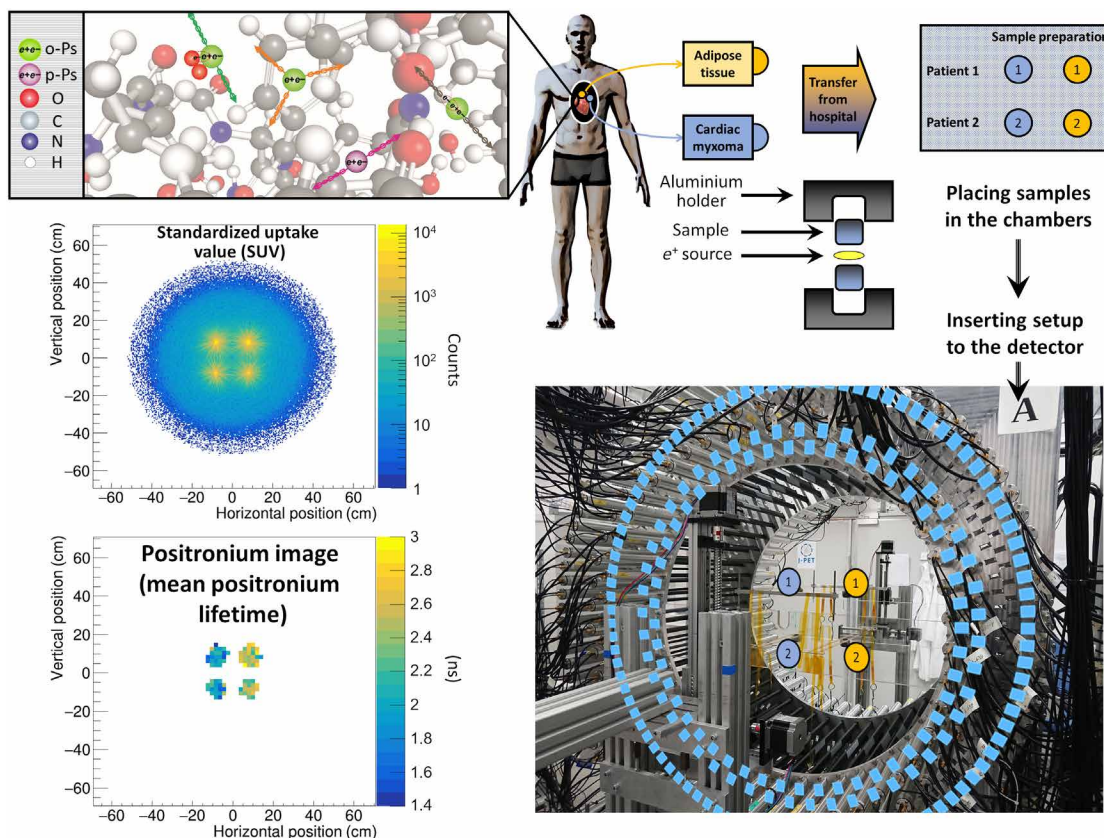 e+e− o-Ps
e+e− p-Ps
O
C
N
H
e+e−
e+e−
e+e−
Adipose
tissue
Cardiac
myxoma
Transfer
from
hospital
Sample preparation
Patient 1 1 1
Patient 2 2 2
Aluminium
holder
Sample
e+ source
Placing samples
in the chambers
Inserting setup
to the detector
Standardized uptake
value (SUV)
Vertical position (cm)
60
40
20
0
−20
−40
−60
−60 −40 −20 0 20 40 60
Horizontal position (cm)
10⁴
10³
10²
10
1
Counts
Positronium image
(mean positronium
lifetime)
Vertical position (cm)
60
40
20
0
−20
−40
−60
−60 −40 −20 0 20 40 60
Horizontal position (cm)
3
2.8
2.6
2.4
2.2
2
1.8
1.6
1.4
(ns)
A
J-PET
1 1
2 2